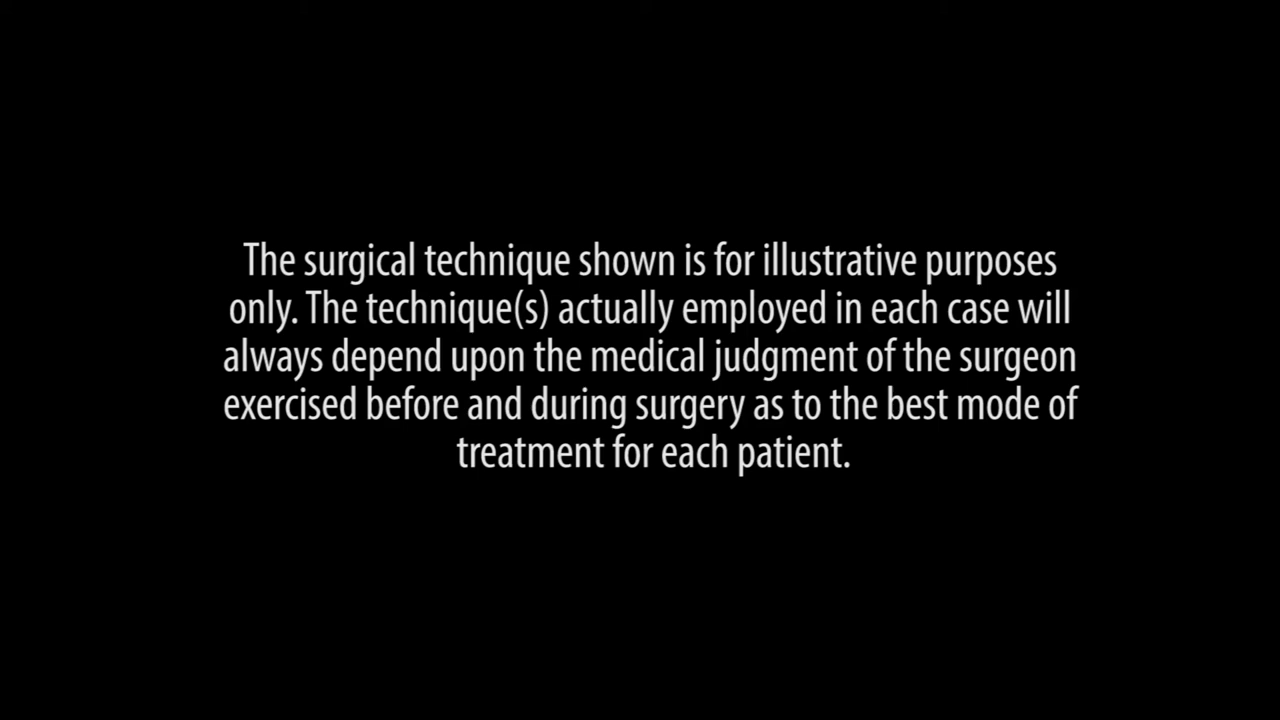 The surgical technique shown is for illustrative purposes
only. The technique(s) actually employed in each case will
always depend upon the medical judgment of the surgeon
exercised before and during surgery as to the best mode of
treatment for each patient.